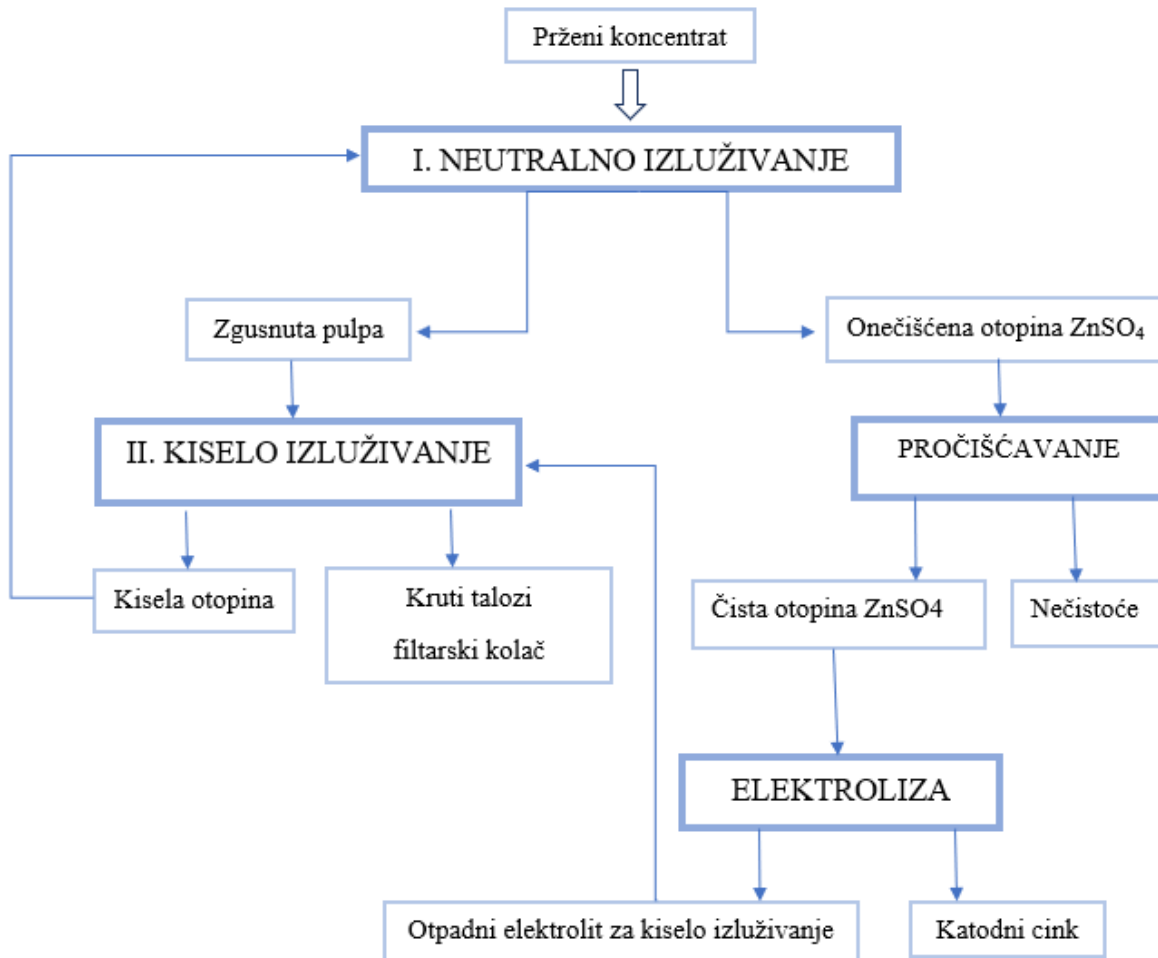 Prženi koncentrat
I. NEUTRALNO IZLUŽIVANJE
Zgusnuta pulpa
Onečišćena otopina ZnSO₄
II. KISELO IZLUŽIVANJE
PROČIŠĆAVANJE
Kisela otopina
Kruti talozi
filtarski kolač
Čista otopina ZnSO4
Nečistoće
ELEKTROLIZA
Otpadni elektrolit za kiselo izluživanje
Katodni cink